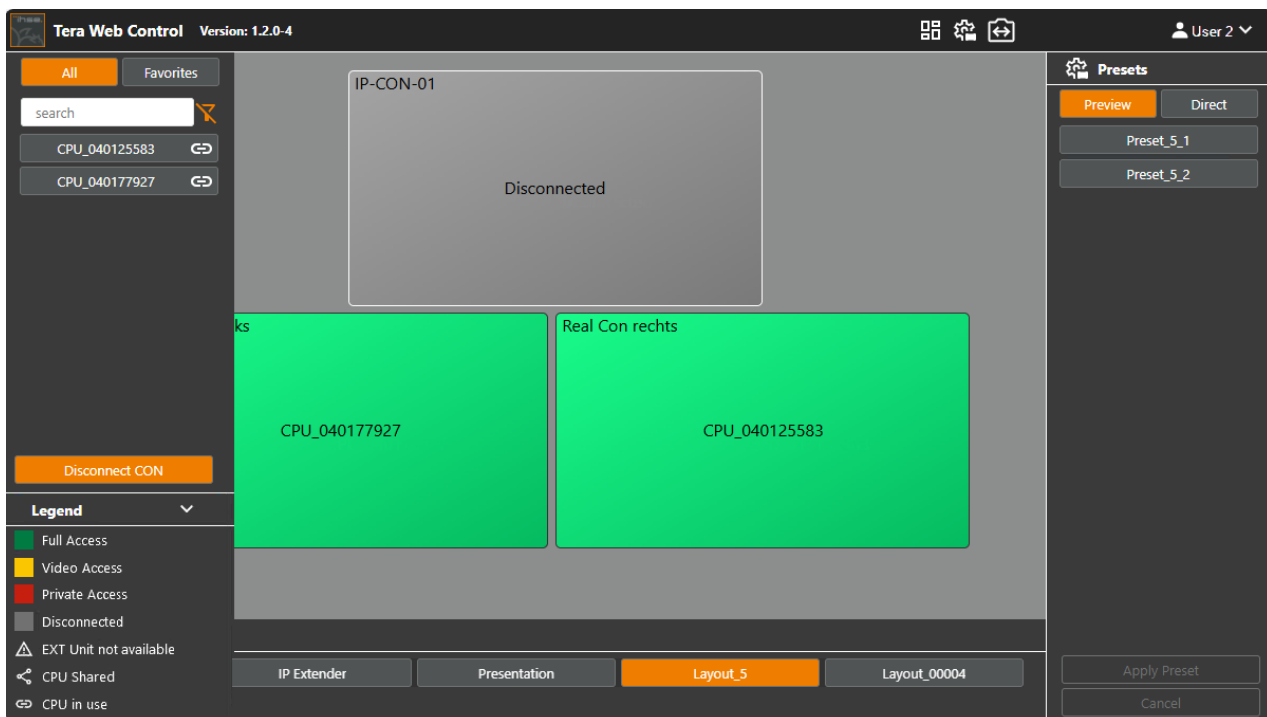 Tera Web Control Version: 1.2.0-4
User 2
All Favorites
search
CPU_040125583
CPU_040177927
Disconnect CON
Legend
Full Access
Video Access
Private Access
Disconnected
EXT Unit not available
CPU Shared
CPU in use
IP-CON-01
Disconnected
ks
CPU_040177927
Real Con rechts
CPU_040125583
IP Extender Presentation Layout_5 Layout_00004
Presets
Preview Direct
Preset_5_1
Preset_5_2
Apply Preset
Cancel